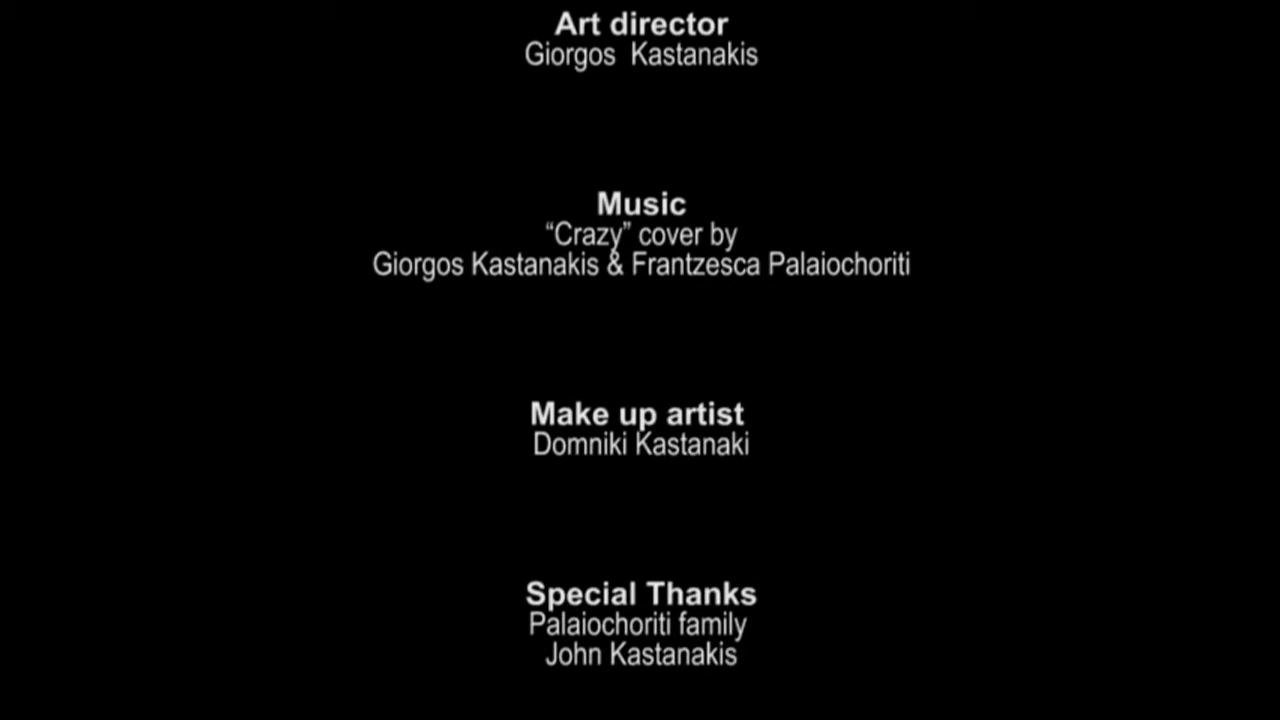 Art director
Giorgos Kastanakis
Music
“Crazy” cover by
Giorgos Kastanakis & Frantzesca Palaiochoriti
Make up artist
Domniki Kastanaki
Special Thanks
Palaiochoriti family
John Kastanakis